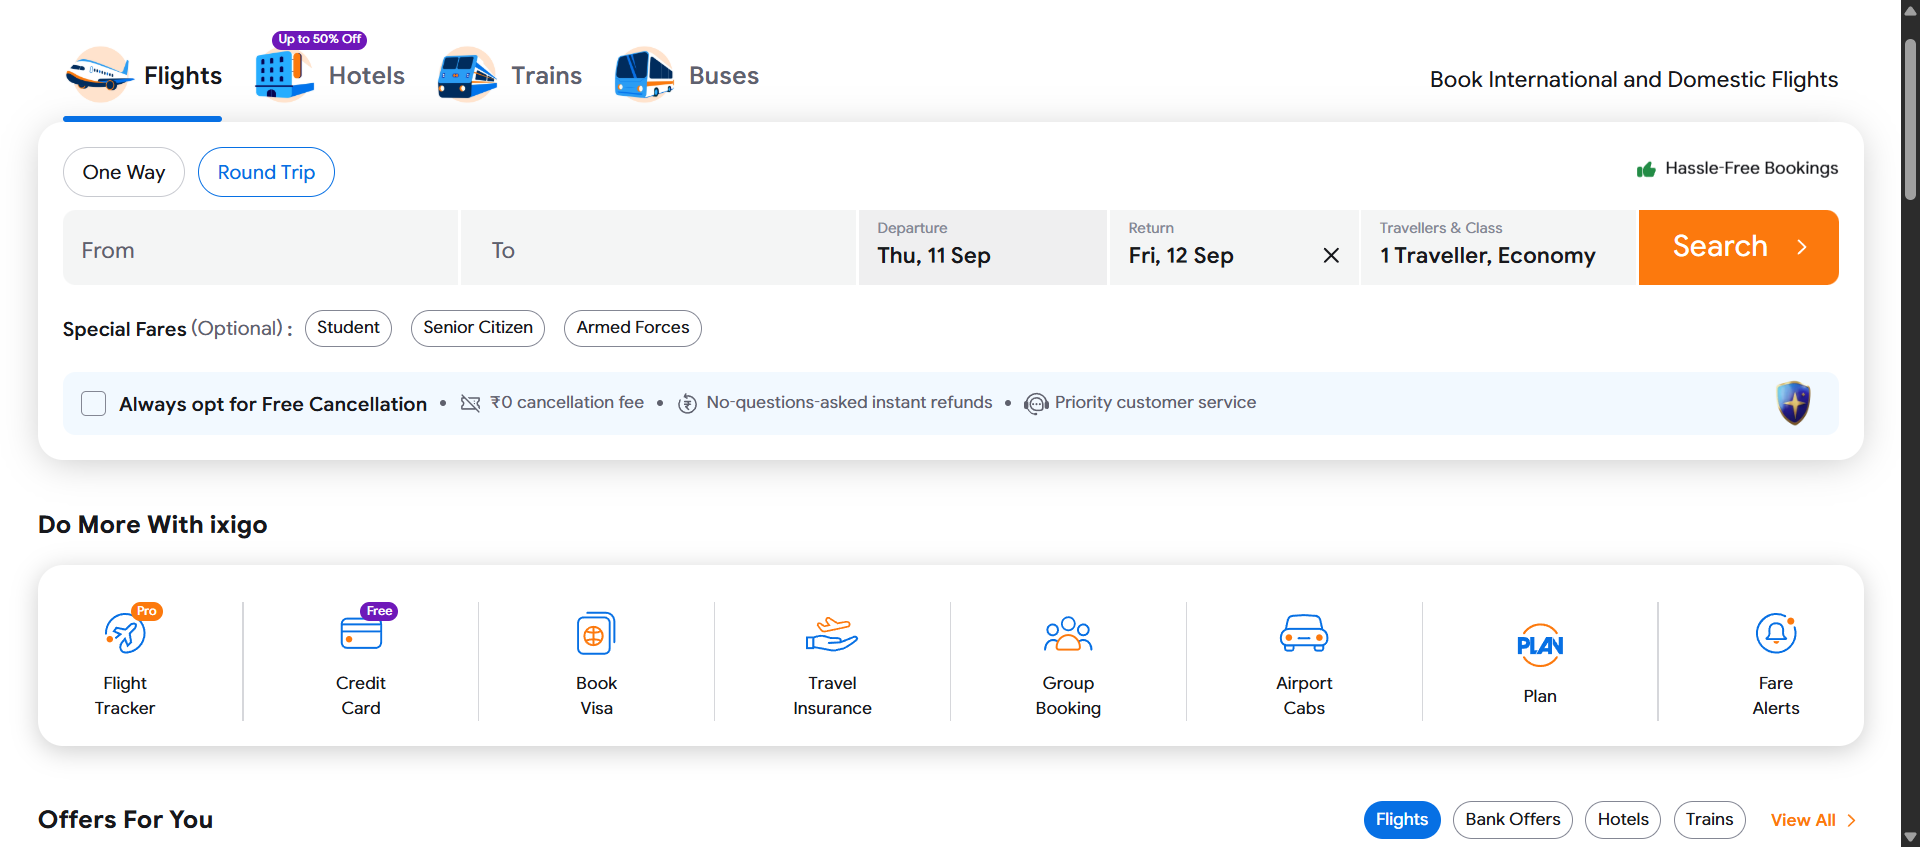 Up to 50% Off
Flights
Hotels
Trains
Buses
Book International and Domestic Flights
One Way
Round Trip
Hassle-Free Bookings
From
To
Departure
Thu, 11 Sep
Return
Fri, 12 Sep
Travellers & Class
1 Traveller, Economy
Search
Special Fares (Optional) :
Student
Senior Citizen
Armed Forces
Always opt for Free Cancellation • ₹0 cancellation fee • No-questions-asked instant refunds • Priority customer service
Do More With ixigo
Pro
Flight
Tracker
Free
Credit
Card
Book
Visa
Travel
Insurance
Group
Booking
Airport
Cabs
PLAN
Plan
Fare
Alerts
Offers For You
Flights
Bank Offers
Hotels
Trains
View All